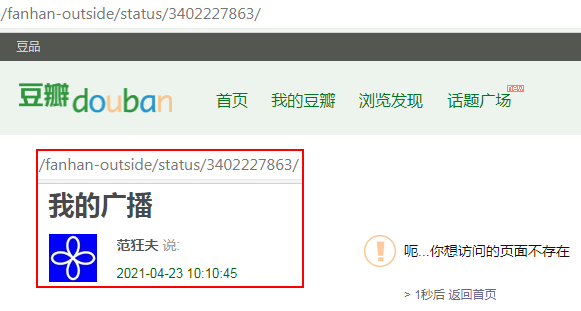 /fanhan-outside/status/3402227863/
豆品
豆瓣douban 首页 我的豆瓣 浏览发现 话题广场 new
/fanhan-outside/status/3402227863/
我的广播
范狂夫 说:
2021-04-23 10:10:45
呃...你想访问的页面不存在
> 1秒后 返回首页